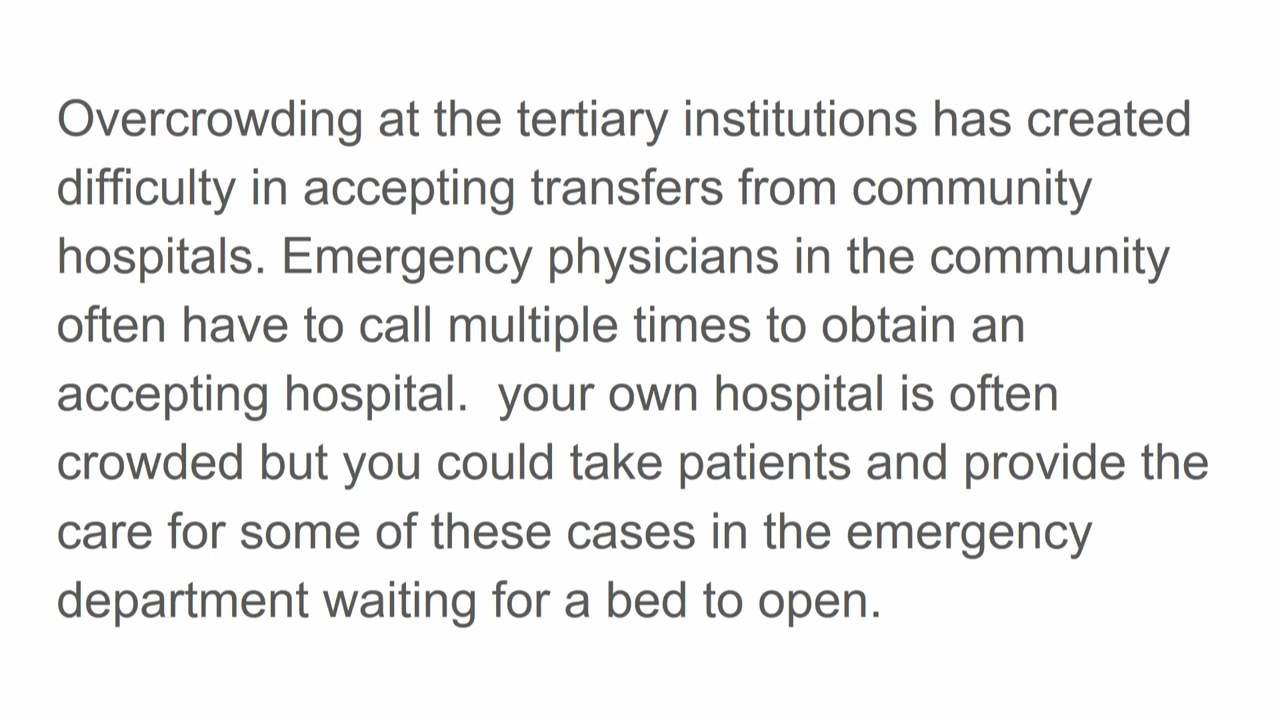 Overcrowding at the tertiary institutions has created
difficulty in accepting transfers from community
hospitals. Emergency physicians in the community
often have to call multiple times to obtain an
accepting hospital.  your own hospital is often
crowded but you could take patients and provide the
care for some of these cases in the emergency
department waiting for a bed to open.